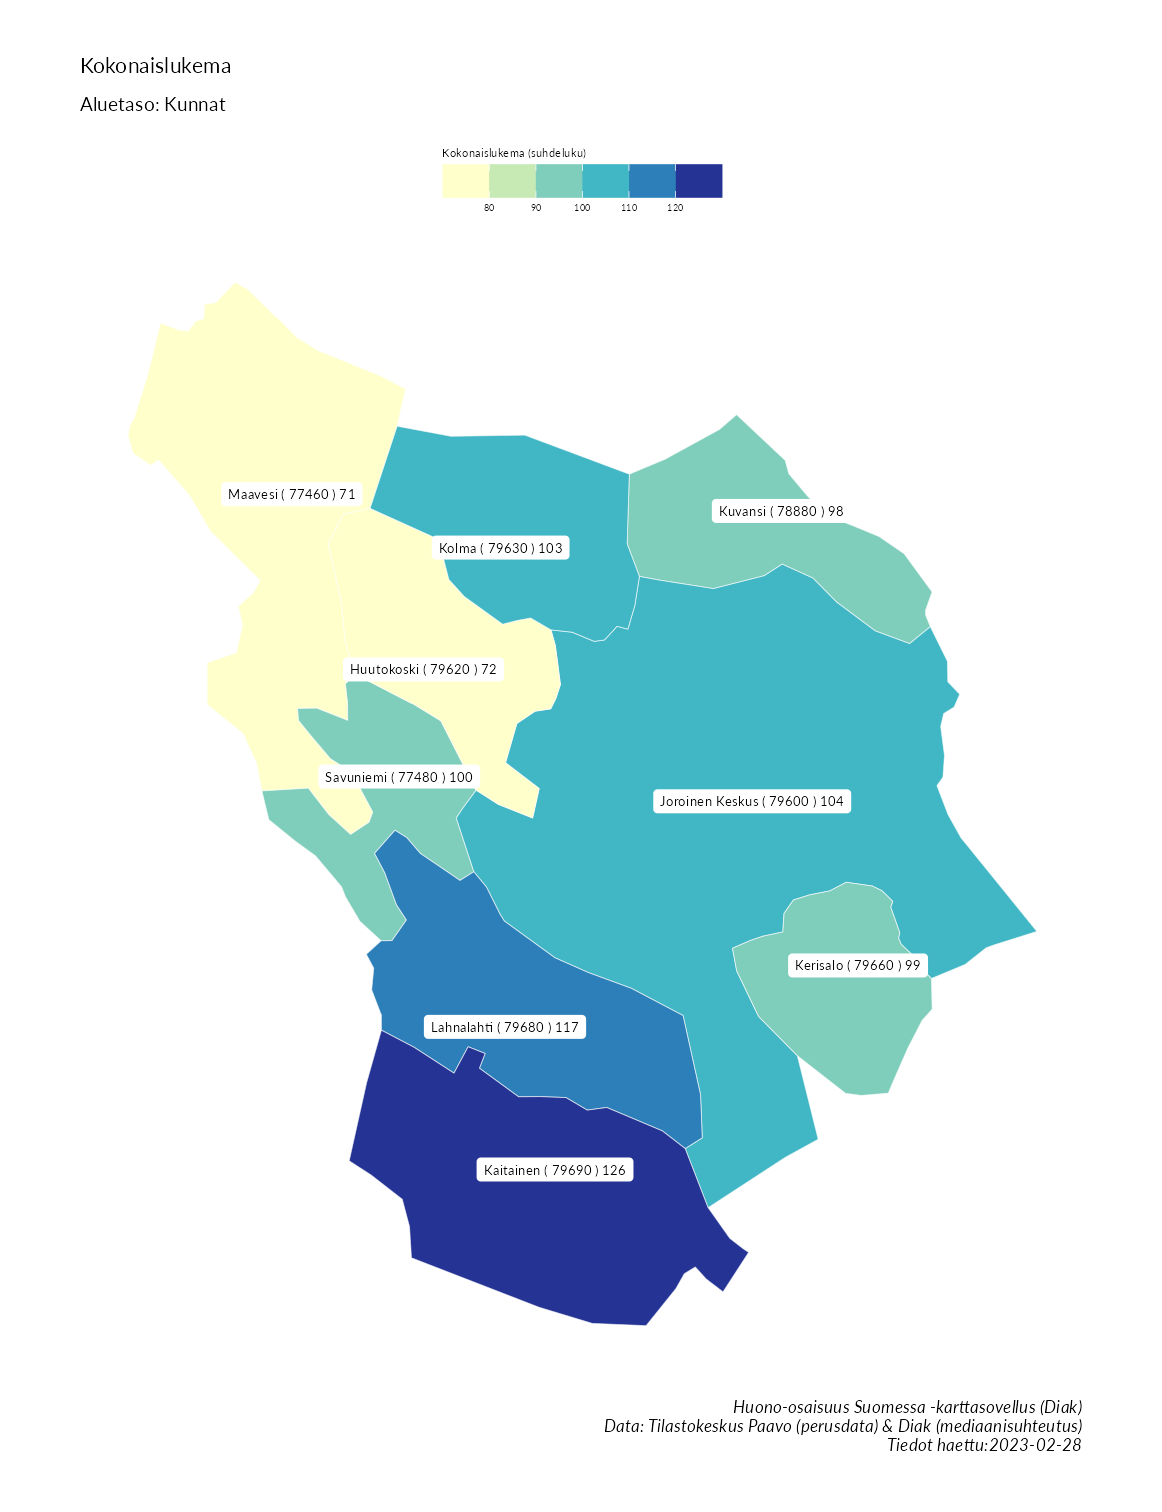 Kokonaislukema
Aluetaso: Kunnat
Kokonaislukema (suhdeluku)
80 90 100 110 120
Maavesi ( 77460 ) 71
Kuvansi ( 78880 ) 98
Kolma ( 79630 ) 103
Huutokoski ( 79620 ) 72
Savuniemi ( 77480 ) 100
Joroinen Keskus ( 79600 ) 104
Kerisalo ( 79660 ) 99
Lahnalahti ( 79680 ) 117
Kaitainen ( 79690 ) 126
Huono-osaisuus Suomessa -karttasovellus (Diak)
Data: Tilastokeskus Paavo (perusdata) & Diak (mediaanisuhteutus)
Tiedot haettu:2023-02-28